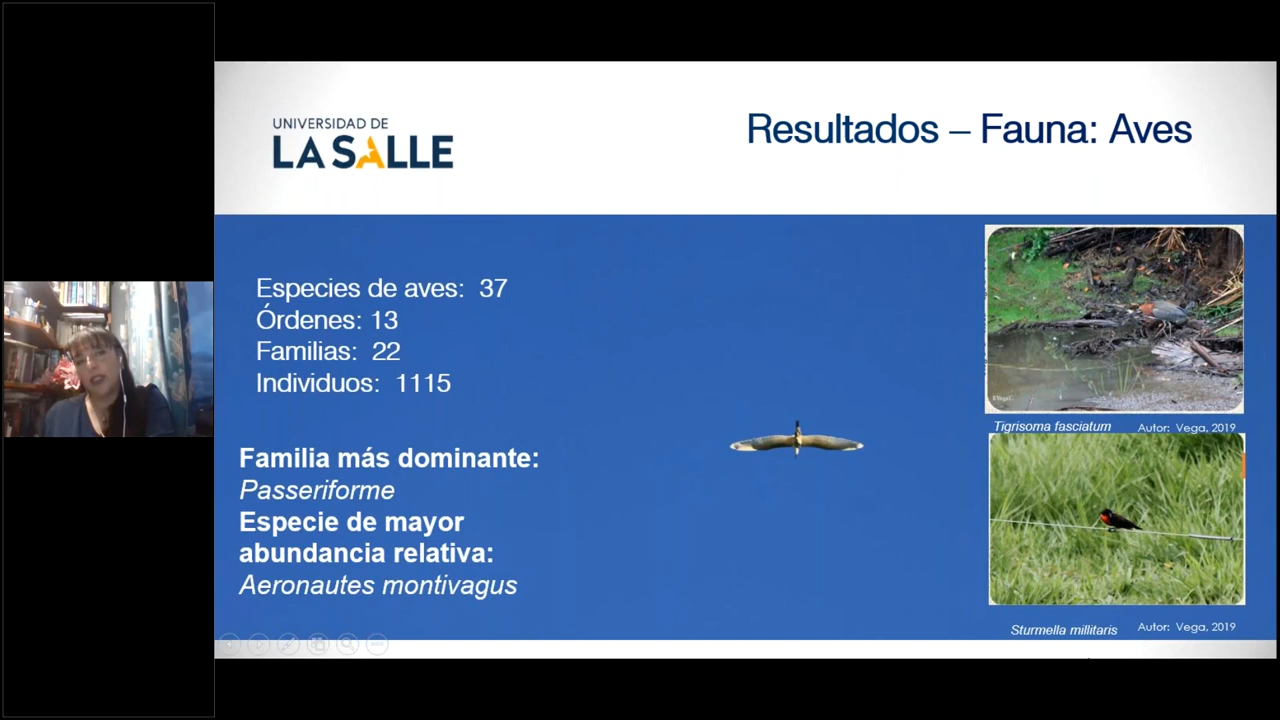 UNIVERSIDAD DE
LA SALLE
Resultados – Fauna: Aves
Especies de aves: 37
Órdenes: 13
Familias: 22
Individuos: 1115
Familia más dominante:
Passeriforme
Especie de mayor
abundancia relativa:
Aeronautes montivagus
Tigrisoma fasciatum
Autor: Vega, 2019
Sturmella millitaris
Autor: Vega, 2019